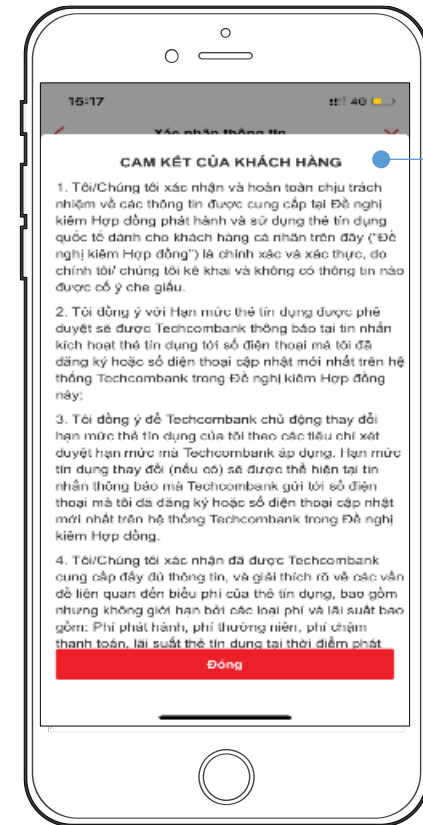 15:17
4G
Xác nhận thông tin
CAM KẾT CỦA KHÁCH HÀNG
1. Tôi/Chúng tôi xác nhận và hoàn toàn chịu trách
nhiệm về các thông tin được cung cấp tại Đề nghị
kiêm Hợp đồng phát hành và sử dụng thẻ tín dụng
quốc tế dành cho khách hàng cá nhân trên đây ("Đề
nghị kiêm Hợp đồng") là chính xác và xác thực, do
chính tôi/ chúng tôi kê khai và không có thông tin nào
được cố ý che giấu.
2. Tôi đồng ý với Hạn mức thẻ tín dụng được phê
duyệt sẽ được Techcombank thông báo tại tin nhắn
kích hoạt thẻ tín dụng tới số điện thoại mà tôi đã
đăng ký hoặc số điện thoại cập nhật mới nhất trên hệ
thống Techcombank trong Đề nghị kiêm Hợp đồng
này;
3. Tôi đồng ý để Techcombank chủ động thay đổi
hạn mức thẻ tín dụng của tôi theo các tiêu chí xét
duyệt hạn mức mà Techcombank áp dụng. Hạn mức
tín dụng thay đổi (nếu có) sẽ được thể hiện tại tin
nhắn thông báo mà Techcombank gửi tới số điện
thoại mà tôi đã đăng ký hoặc số điện thoại cập nhật
mới nhất trên hệ thống Techcombank trong Đề nghị
kiêm Hợp đồng.
4. Tôi/Chúng tôi xác nhận đã được Techcombank
cung cấp đầy đủ thông tin, và giải thích rõ về các vấn
đề liên quan đến biểu phí của thẻ tín dụng, bao gồm
nhưng không giới hạn bởi các loại phí và lãi suất bao
gồm: Phí phát hành, phí thường niên, phí chậm
thanh toán, lãi suất thẻ tín dụng tại thời điểm phát
Đóng